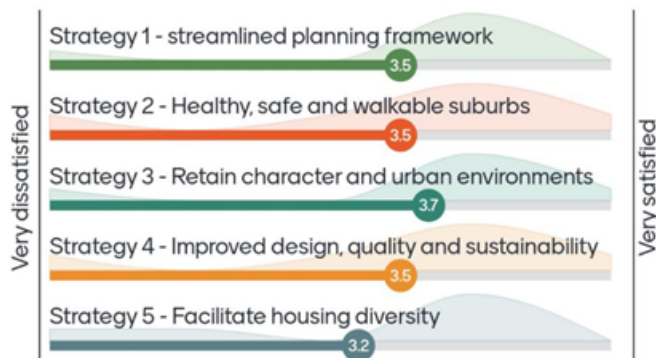 Very dissatisfied
Strategy 1 - streamlined planning framework
3.5
Strategy 2 - Healthy, safe and walkable suburbs
3.5
Strategy 3 - Retain character and urban environments
3.7
Strategy 4 - Improved design, quality and sustainability
3.5
Strategy 5 - Facilitate housing diversity
3.2
Very satisfied